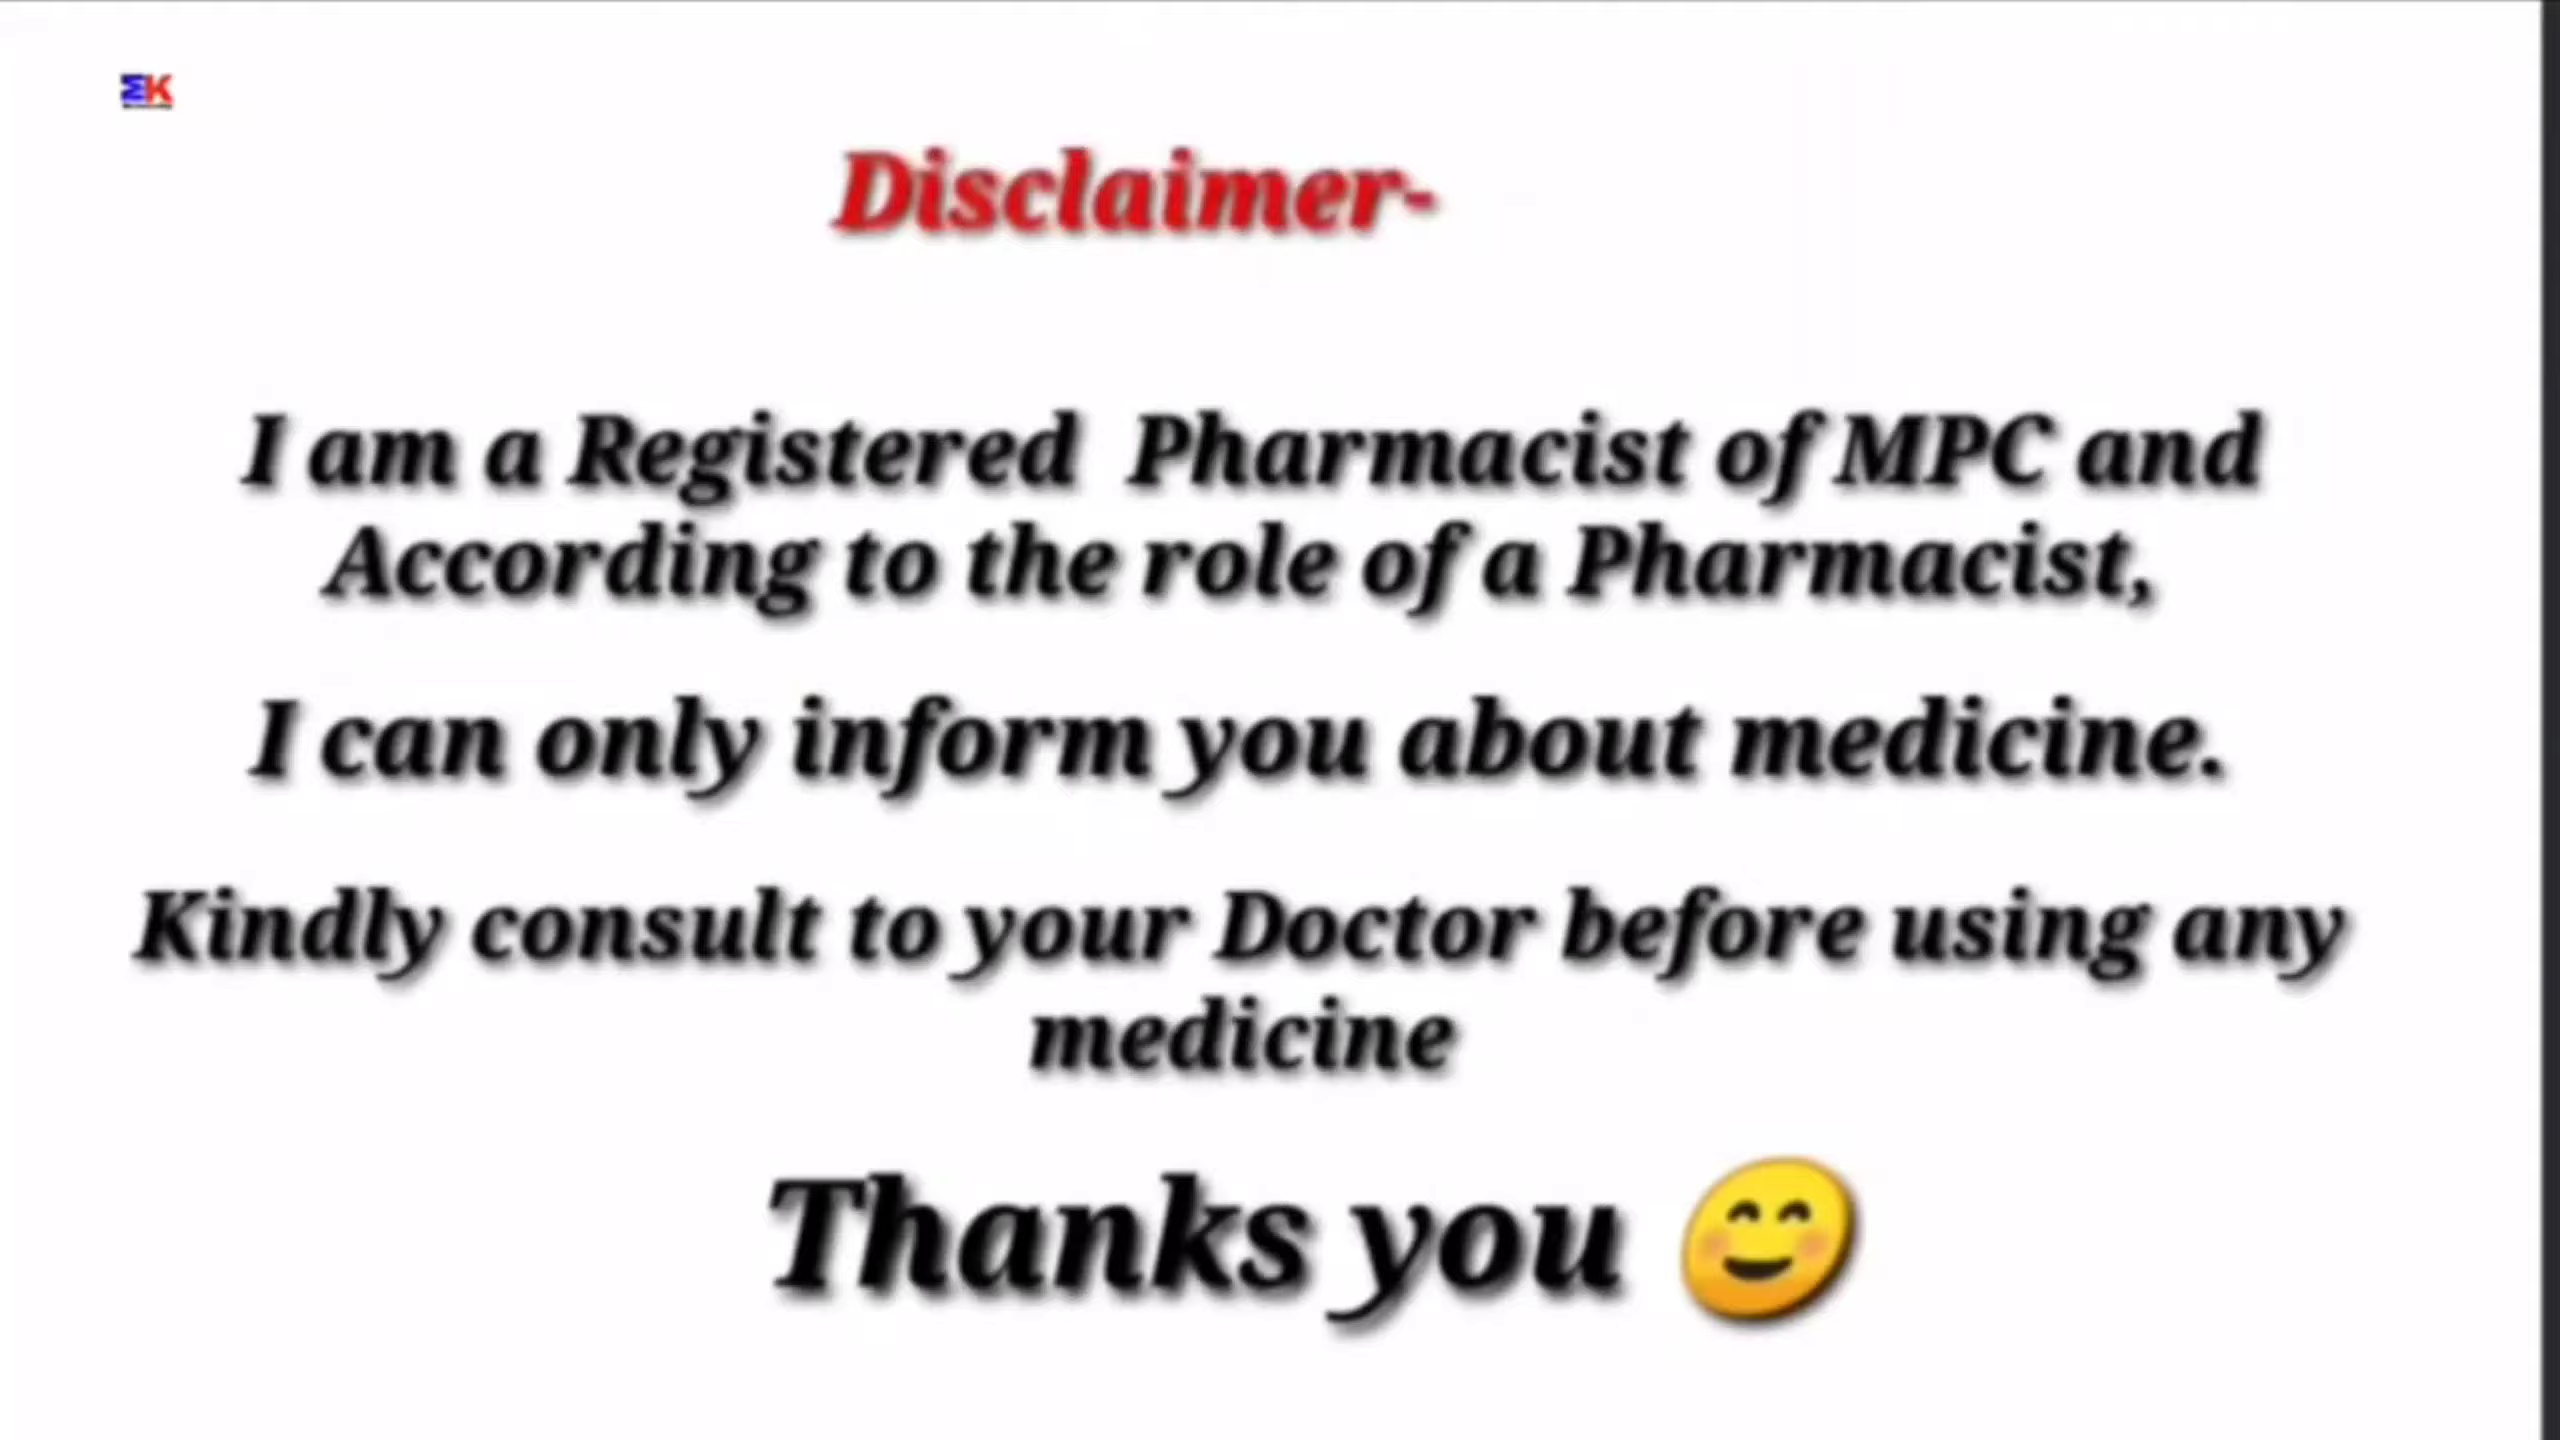 MK
Disclaimer-
I am a Registered Pharmacist of MPC and
According to the role of a Pharmacist,
I can only inform you about medicine.
Kindly consult to your Doctor before using any
medicine
Thanks you 😊